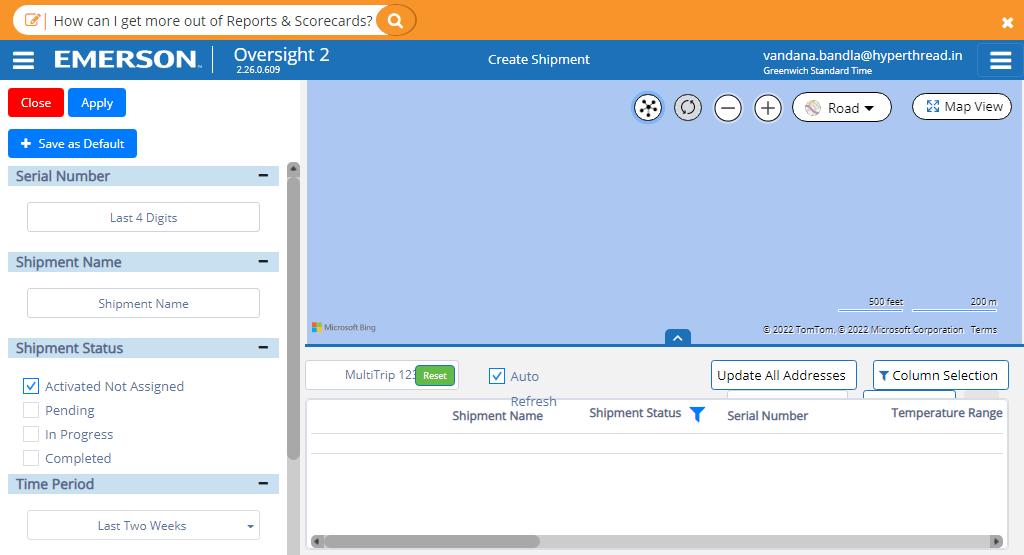 How can I get more out of Reports & Scorecards?
EMERSON
Oversight 2
2.26.0.609
Create Shipment
vandana.bandla@hyperthread.in
Greenwich Standard Time
Close
Apply
+ Save as Default
Serial Number
Last 4 Digits
Shipment Name
Shipment Name
Shipment Status
Activated Not Assigned
Pending
In Progress
Completed
Time Period
Last Two Weeks
Road
Map View
500 feet
200 m
Microsoft Bing
© 2022 TomTom, © 2022 Microsoft Corporation Terms
MultiTrip 123
Reset
Auto
Refresh
Update All Addresses
Column Selection
Shipment Name
Shipment Status
Serial Number
Temperature Range